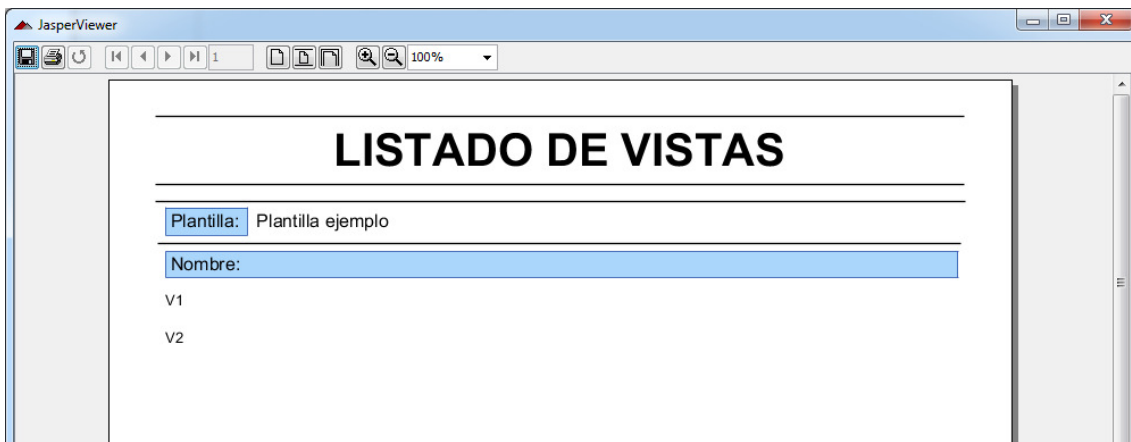 JasperViewer
1
100%
LISTADO DE VISTAS
Plantilla: Plantilla ejemplo
Nombre:
V1
V2